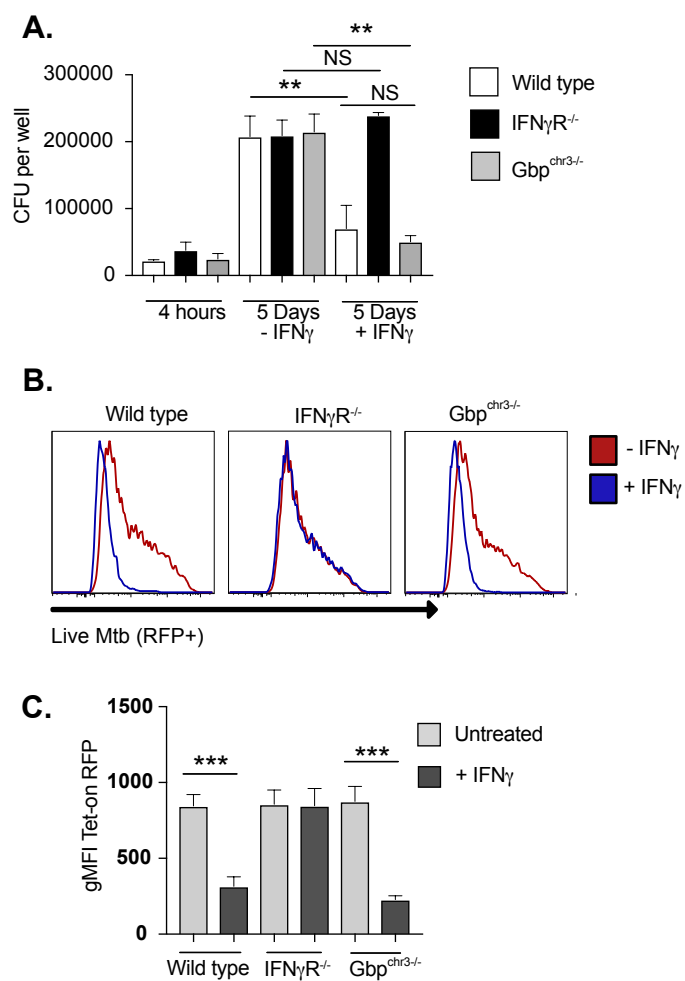 A.
**
NS
**
NS
300000
200000
100000
0
CFU per well
Wild type
IFNγR-/-
Gbpchr3-/-
4 hours
5 Days
- IFNγ
5 Days
+ IFNγ
B.
Wild type
IFNγR-/-
Gbpchr3-/-
- IFNγ
+ IFNγ
Live Mtb (RFP+)
C.
1500
1000
500
0
gMFI Tet-on RFP
***
***
Untreated
+ IFNγ
Wild type
IFNγR-/-
Gbpchr3-/-